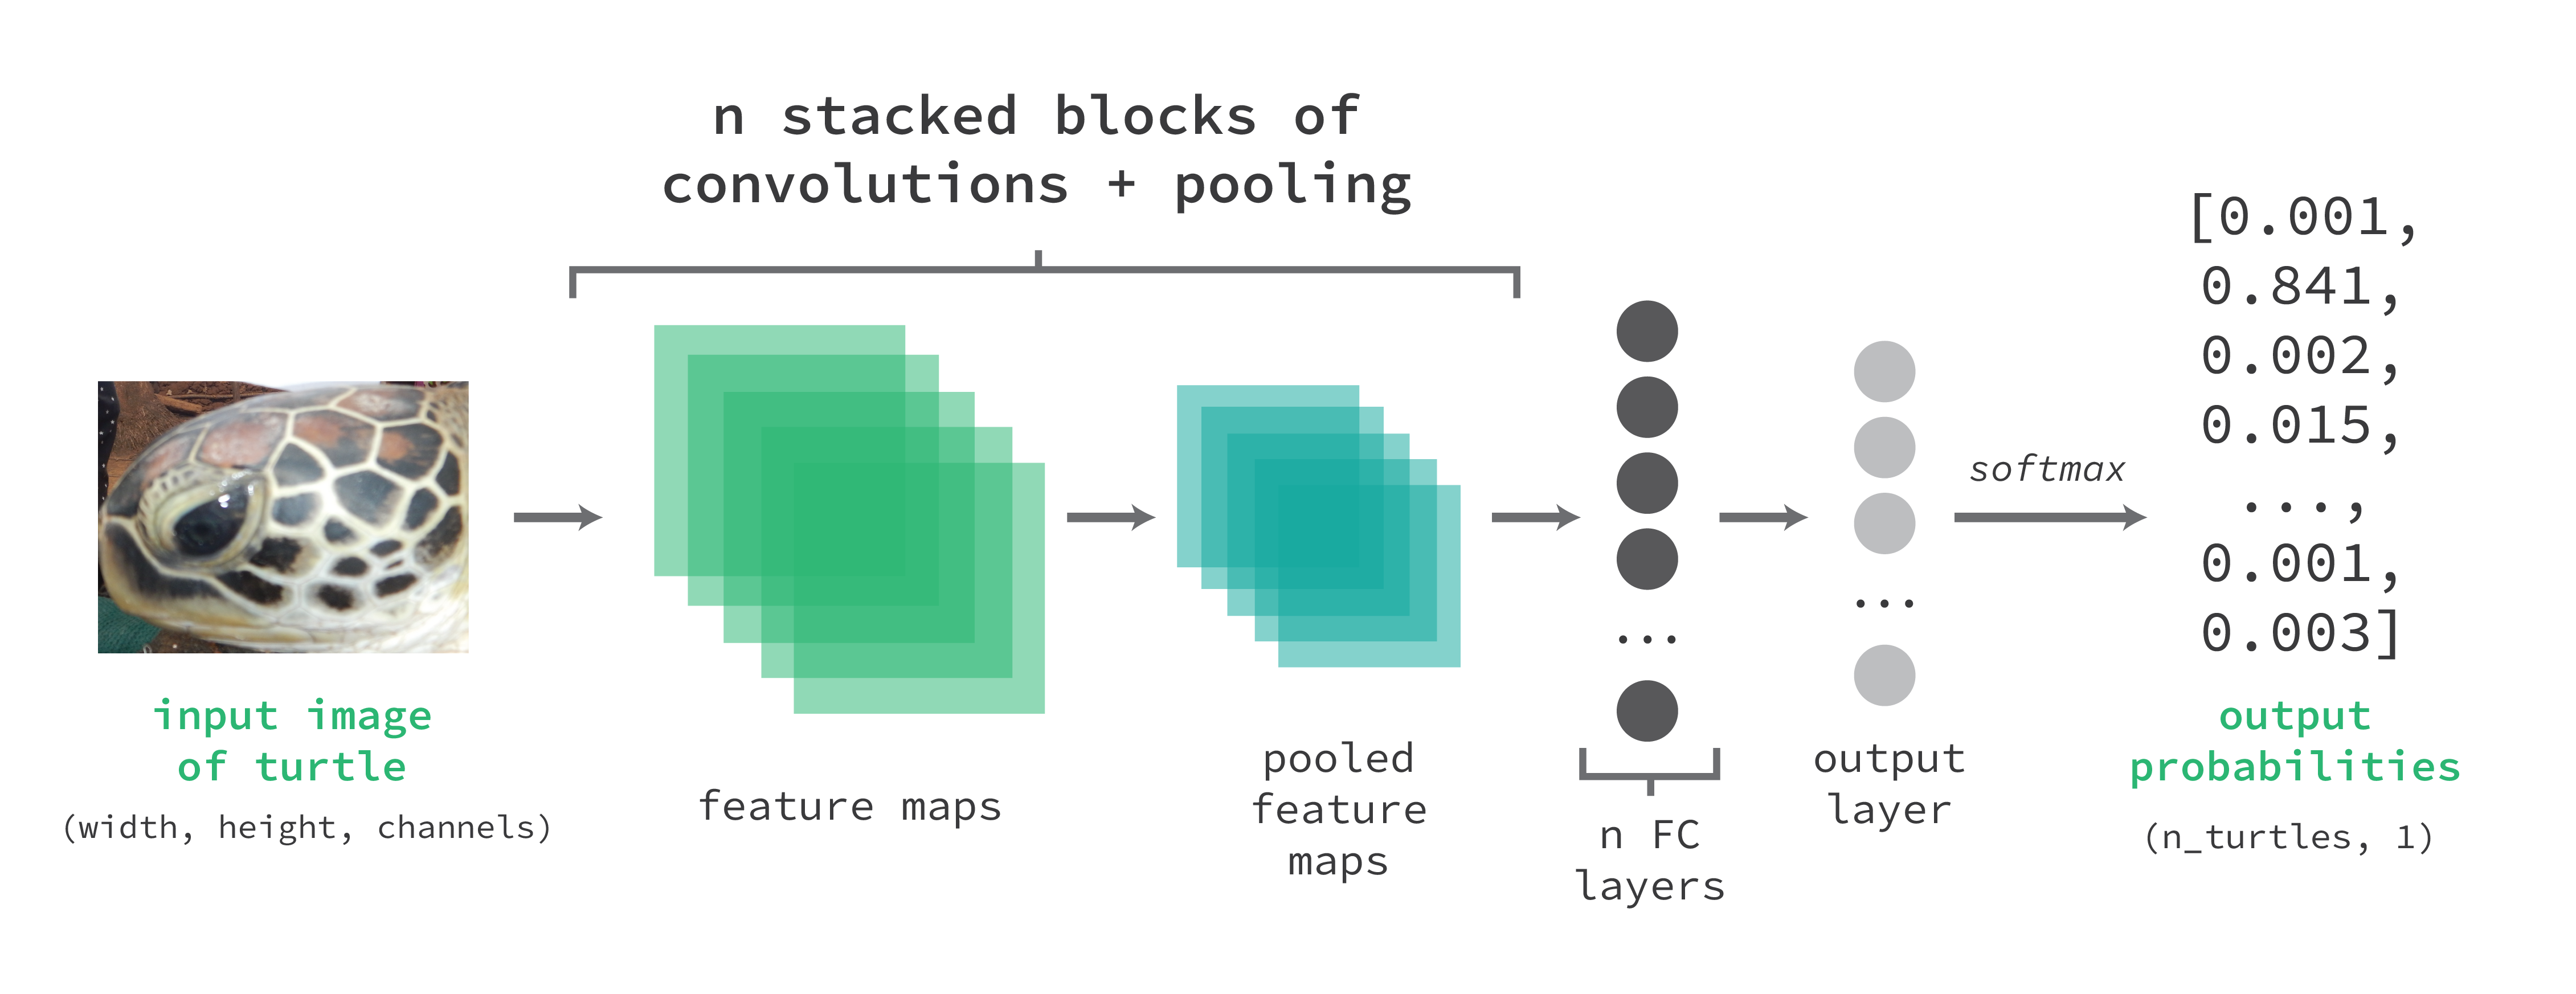 n stacked blocks of
convolutions + pooling
input image
of turtle
(width, height, channels)
feature maps
pooled
feature
maps
n FC
layers
output
layer
softmax
[0.001,
0.841,
0.002,
0.015,
...,
0.001,
0.003]
output
probabilities
(n_turtles, 1)